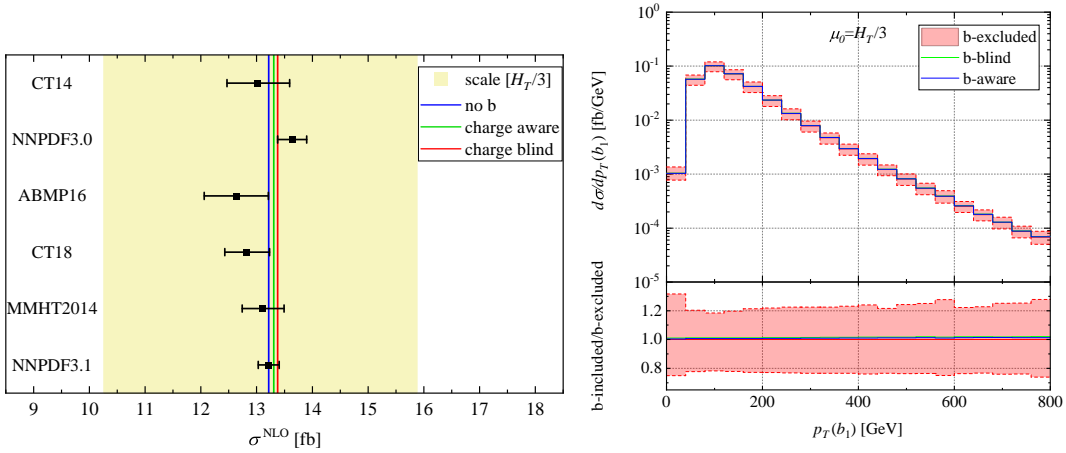 CT14
NNPDF3.0
ABMP16
CT18
MMHT2014
NNPDF3.1
scale [H_T/3]
no b
charge aware
charge blind
9 10 11 12 13 14 15 16 17 18
σ^NLO [fb]
μ_0=H_T/3
b-excluded
b-blind
b-aware
10^0
10^-1
10^-2
10^-3
10^-4
10^-5
dσ/dp_T(b_1) [fb/GeV]
1.2
1.0
0.8
b-included/b-excluded
0 200 400 600 800
p_T(b_1) [GeV]